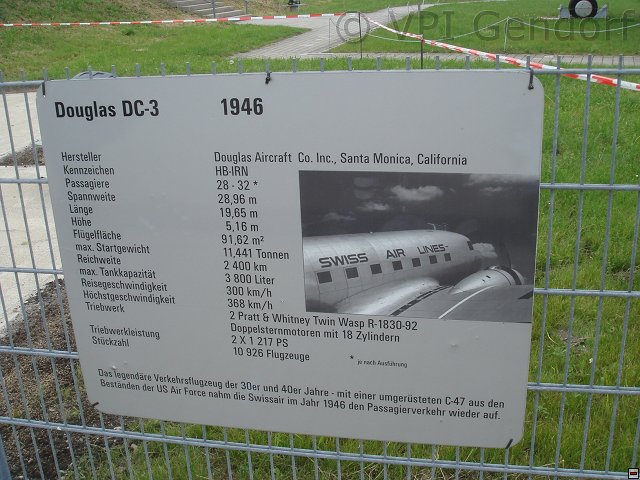 © VPI Gendorf
Douglas DC-3 1946
Hersteller Douglas Aircraft Co. Inc., Santa Monica, California
Kennzeichen HB-IRN
Passagiere 28 - 32 *
Spannweite 28,96 m
Länge 19,65 m
Höhe 5,16 m
Flügelfläche 91,62 m²
max. Startgewicht 11,441 Tonnen
Reichweite 2 400 km
max. Tankkapazität 3 800 Liter
Reisegeschwindigkeit 300 km/h
Höchstgeschwindigkeit 368 km/h
Triebwerk 2 Pratt & Whitney Twin Wasp R-1830-92
Doppelsternmotoren mit 18 Zylindern
Triebwerkleistung 2 X 1 217 PS
Stückzahl 10 926 Flugzeuge
* je nach Ausführung
SWISS AIR LINES
Das legendäre Verkehrsflugzeug der 30er und 40er Jahre - mit einer umgerüsteten C-47 aus den
Beständen der US Air Force nahm die Swissair im Jahr 1946 den Passagierverkehr wieder auf.